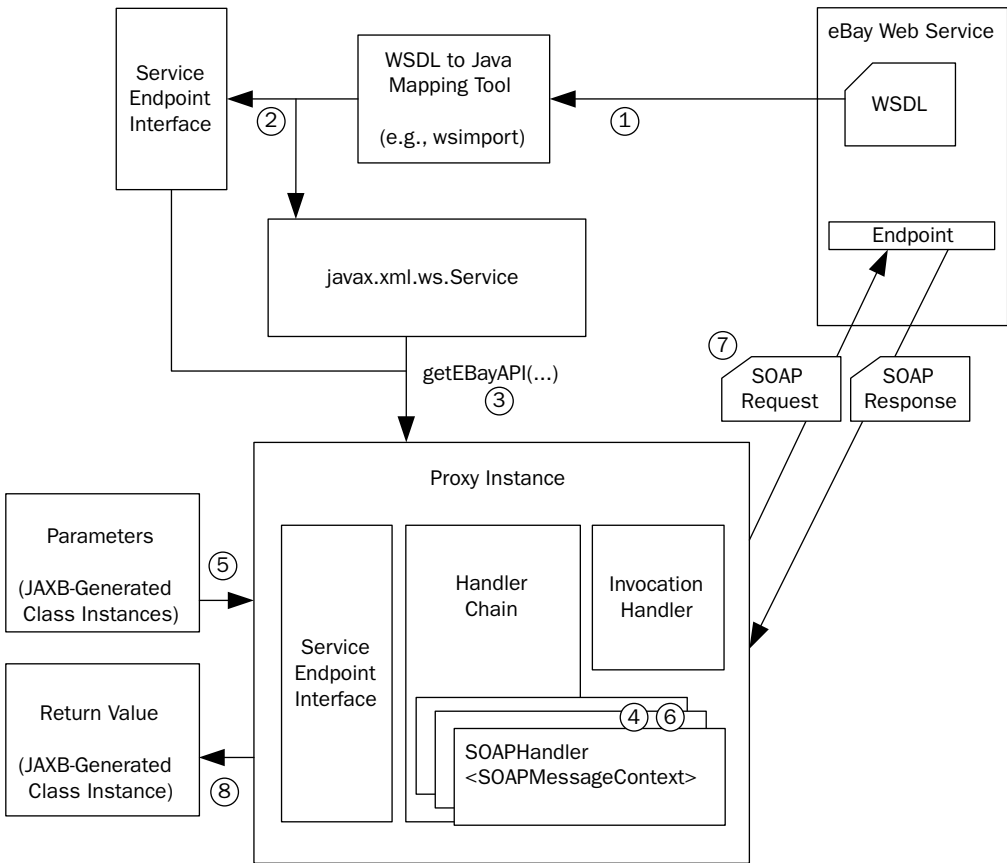 eBay Web Service
WSDL
Endpoint
WSDL to Java
Mapping Tool
(e.g., wsimport)
Service
Endpoint
Interface
1
2
javax.xml.ws.Service
getEBayAPI(...)
3
7
SOAP
Request
SOAP
Response
Proxy Instance
Parameters
(JAXB-Generated
Class Instances)
5
Service
Endpoint
Interface
Handler
Chain
Invocation
Handler
4 6
SOAPHandler
<SOAPMessageContext>
Return Value
(JAXB-Generated
Class Instance)
8